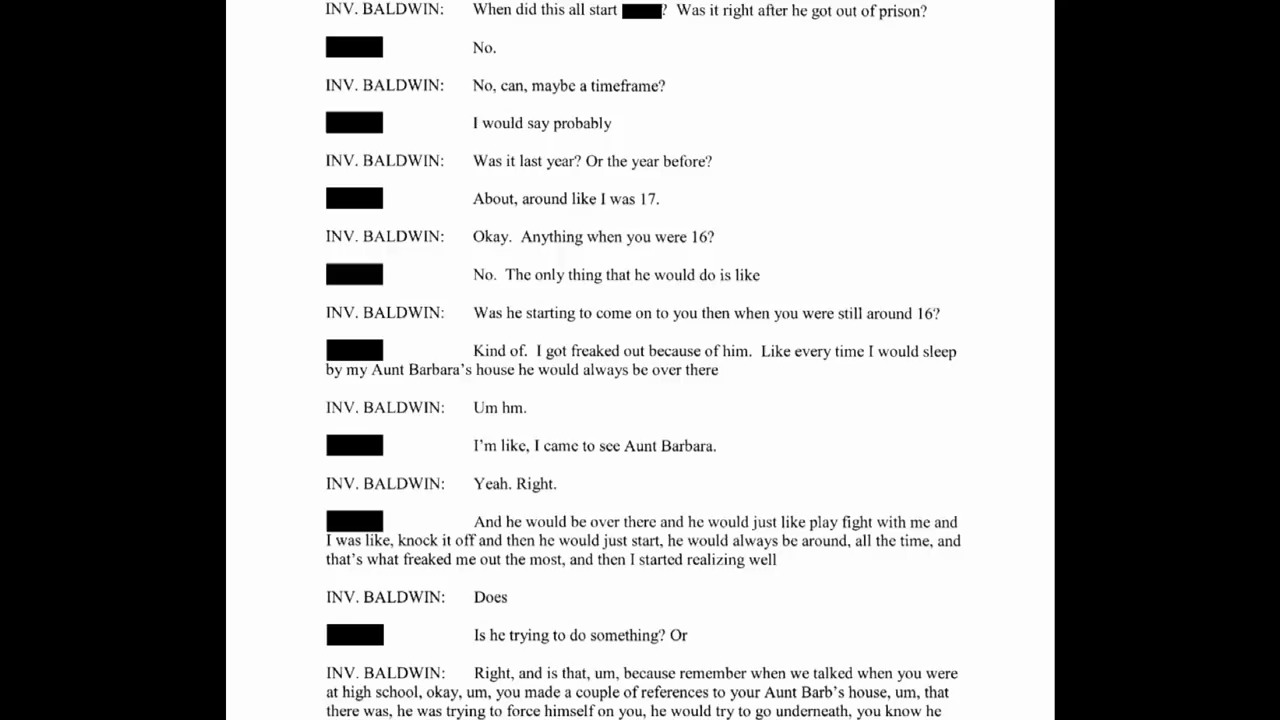 INV. BALDWIN: When did this all start ? Was it right after he got out of prison?
No.
INV. BALDWIN: No, can, maybe a timeframe?
I would say probably
INV. BALDWIN: Was it last year? Or the year before?
About, around like I was 17.
INV. BALDWIN: Okay. Anything when you were 16?
No. The only thing that he would do is like
INV. BALDWIN: Was he starting to come on to you then when you were still around 16?
Kind of. I got freaked out because of him. Like every time I would sleep
by my Aunt Barbara's house he would always be over there
INV. BALDWIN: Um hm.
I'm like, I came to see Aunt Barbara.
INV. BALDWIN: Yeah. Right.
And he would be over there and he would just like play fight with me and
I was like, knock it off and then he would just start, he would always be around, all the time, and
that's what freaked me out the most, and then I started realizing well
INV. BALDWIN: Does
Is he trying to do something? Or
INV. BALDWIN: Right, and is that, um, because remember when we talked when you were
at high school, okay, um, you made a couple of references to your Aunt Barb's house, um, that
there was, he was trying to force himself on you, he would try to go underneath, you know he